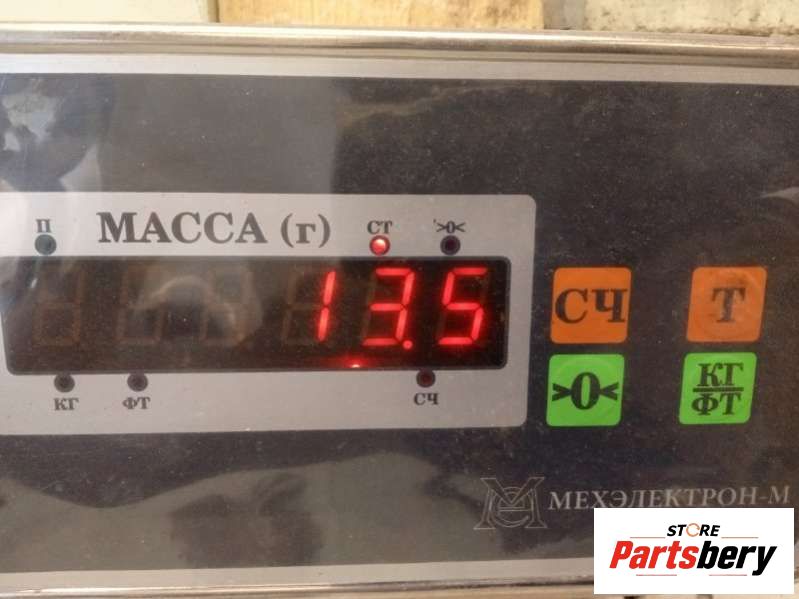 П МАССА (г) СТ >0<
13.5
КГ ФТ СЧ
СЧ Т
>0< КГ
ФТ
МЕХЭЛЕКТРОН-М
STORE
Partsbery